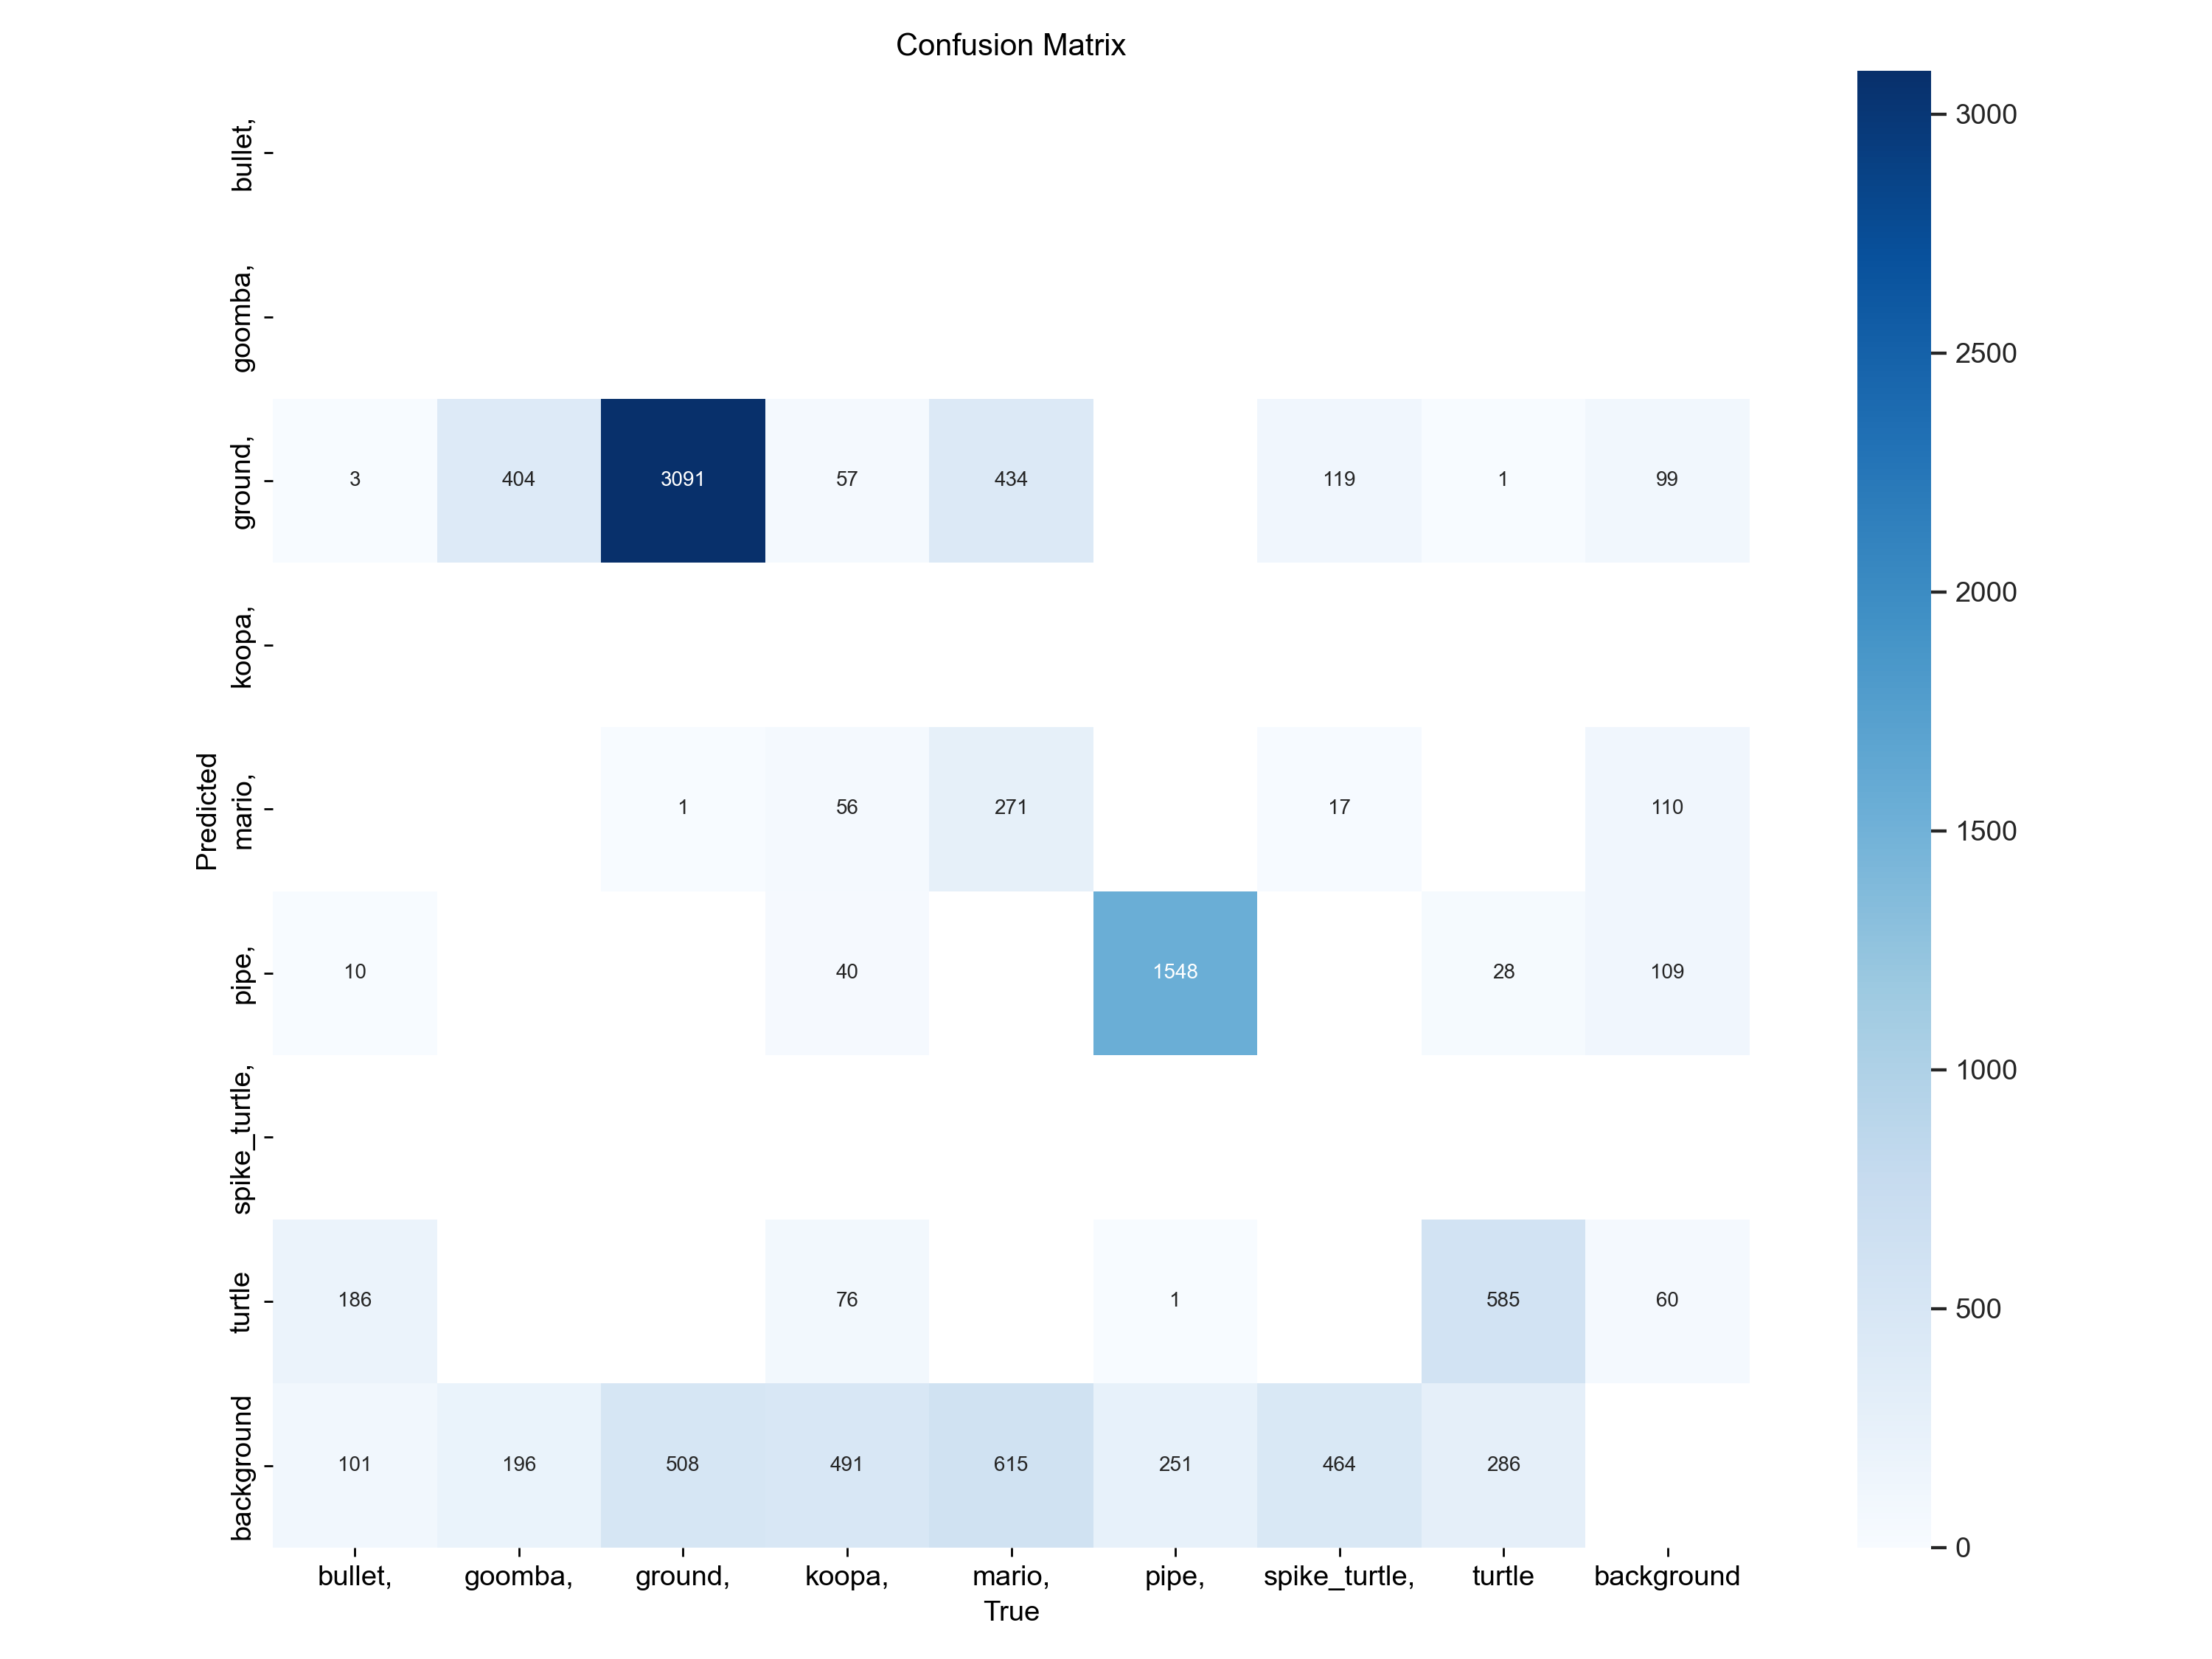 Confusion Matrix
Predicted
bullet,
goomba,
ground, 3 404 3091 57 434 119 1 99
koopa,
mario, 1 56 271 17 110
pipe, 10 40 1548 28 109
spike_turtle,
turtle 186 76 1 585 60
background 101 196 508 491 615 251 464 286
bullet, goomba, ground, koopa, mario, pipe, spike_turtle, turtle background
True
3000
2500
2000
1500
1000
500
0